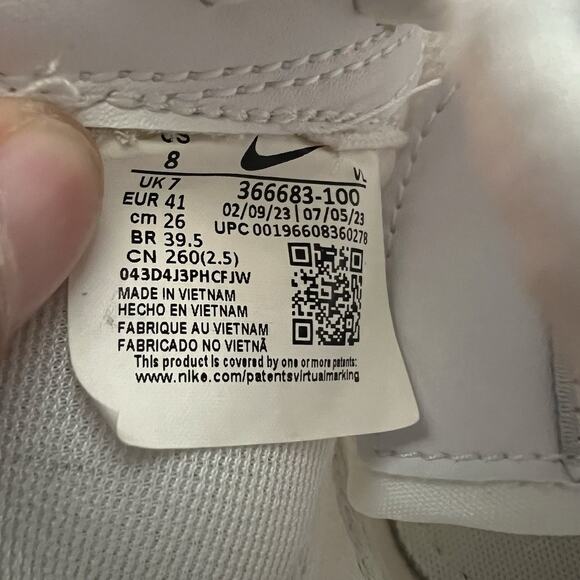 US
8
UK 7
EUR 41
cm 26
BR 39.5
CN 260(2.5)
043D4J3PHCFJW
366683-100
02/09/23 | 07/05/23
UPC 00196608360278
MADE IN VIETNAM
HECHO EN VIETNAM
FABRIQUE AU VIETNAM
FABRICADO NO VIETNÃ
This product is covered by one or more patents:
www.nike.com/patentsvirtualmarking